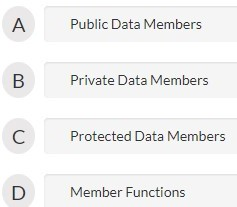 A Public Data Members
B Private Data Members
C Protected Data Members
D Member Functions